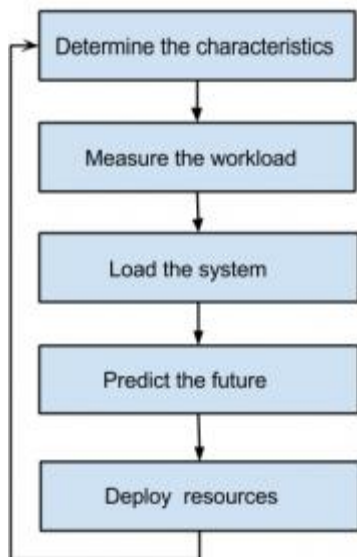 Determine the characteristics
Measure the workload
Load the system
Predict the future
Deploy resources